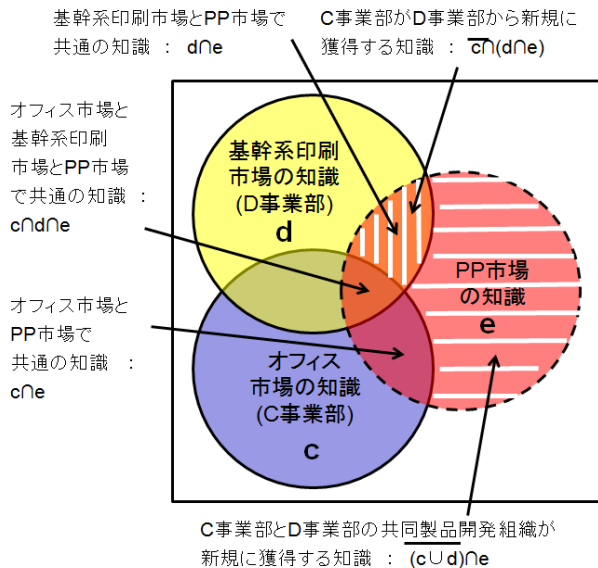 基幹系印刷市場とPP市場で
共通の知識 : d∩e
C事業部がD事業部から新規に
獲得する知識 : c̅∩(d∩e)
オフィス市場と
基幹系印刷
市場とPP市場
で共通の知識 :
c∩d∩e
基幹系印刷
市場の知識
(D事業部)
d
PP市場
の知識
e
オフィス市場と
PP市場で
共通の知識 :
c∩e
オフィス
市場の知識
(C事業部)
c
C事業部とD事業部の共同製品開発組織が
新規に獲得する知識 : (c∪d)∩e